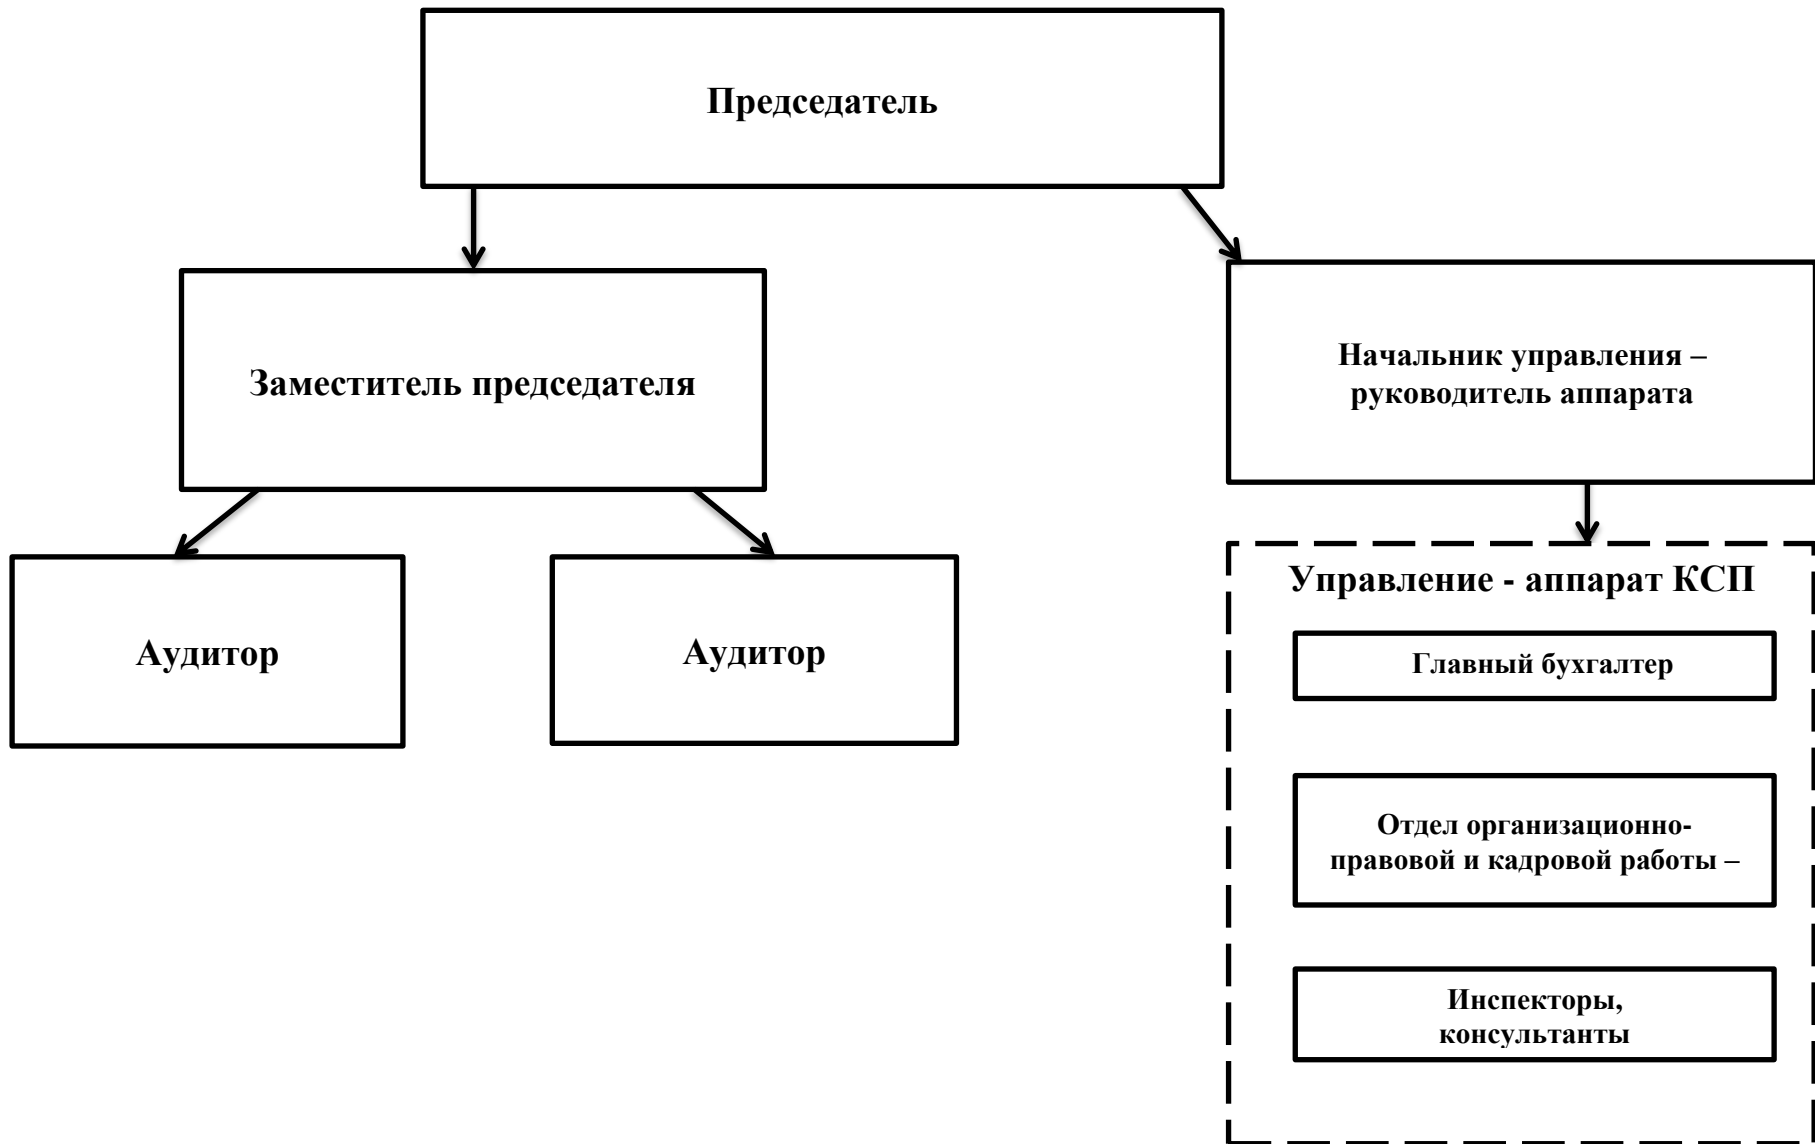 Председатель
Заместитель председателя
Начальник управления –
руководитель аппарата
Аудитор
Аудитор
Управление - аппарат КСП
Главный бухгалтер
Отдел организационно-
правовой и кадровой работы –
Инспекторы,
консультанты